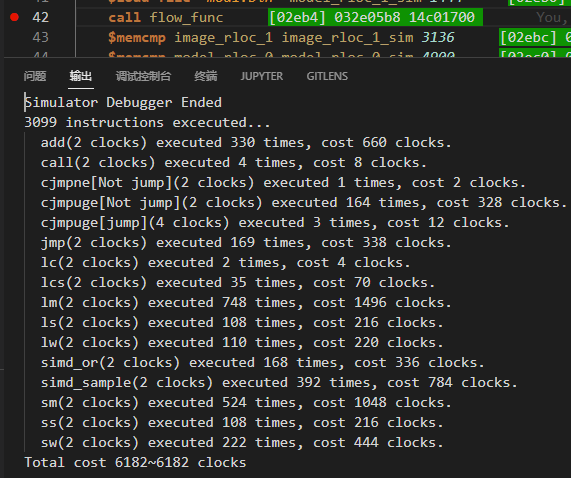 42 call flow_func [02eb4] 032e05b8 14c01700 You,
43 $memcmp image_rloc_1 image_rloc_1_sim 3136 [02ebc]
问题 输出 调试控制台 终端 JUPYTER GITLENS
Simulator Debugger Ended
3099 instructions excecuted...
add(2 clocks) executed 330 times, cost 660 clocks.
call(2 clocks) executed 4 times, cost 8 clocks.
cjmpne[Not jump](2 clocks) executed 1 times, cost 2 clocks.
cjmpuge[Not jump](2 clocks) executed 164 times, cost 328 clocks.
cjmpuge[jump](4 clocks) executed 3 times, cost 12 clocks.
jmp(2 clocks) executed 169 times, cost 338 clocks.
lc(2 clocks) executed 2 times, cost 4 clocks.
lcs(2 clocks) executed 35 times, cost 70 clocks.
lm(2 clocks) executed 748 times, cost 1496 clocks.
ls(2 clocks) executed 108 times, cost 216 clocks.
lw(2 clocks) executed 110 times, cost 220 clocks.
simd_or(2 clocks) executed 168 times, cost 336 clocks.
simd_sample(2 clocks) executed 392 times, cost 784 clocks.
sm(2 clocks) executed 524 times, cost 1048 clocks.
ss(2 clocks) executed 108 times, cost 216 clocks.
sw(2 clocks) executed 222 times, cost 444 clocks.
Total cost 6182~6182 clocks